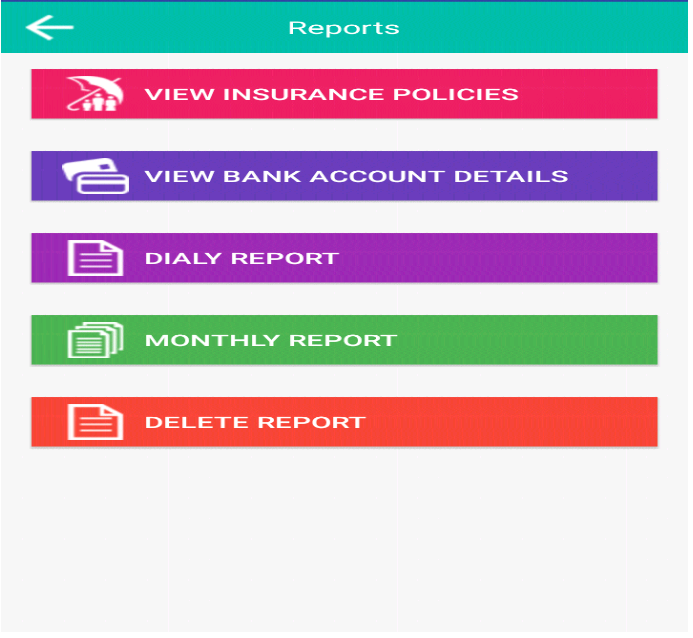 Reports
VIEW INSURANCE POLICIES
VIEW BANK ACCOUNT DETAILS
DIALY REPORT
MONTHLY REPORT
DELETE REPORT